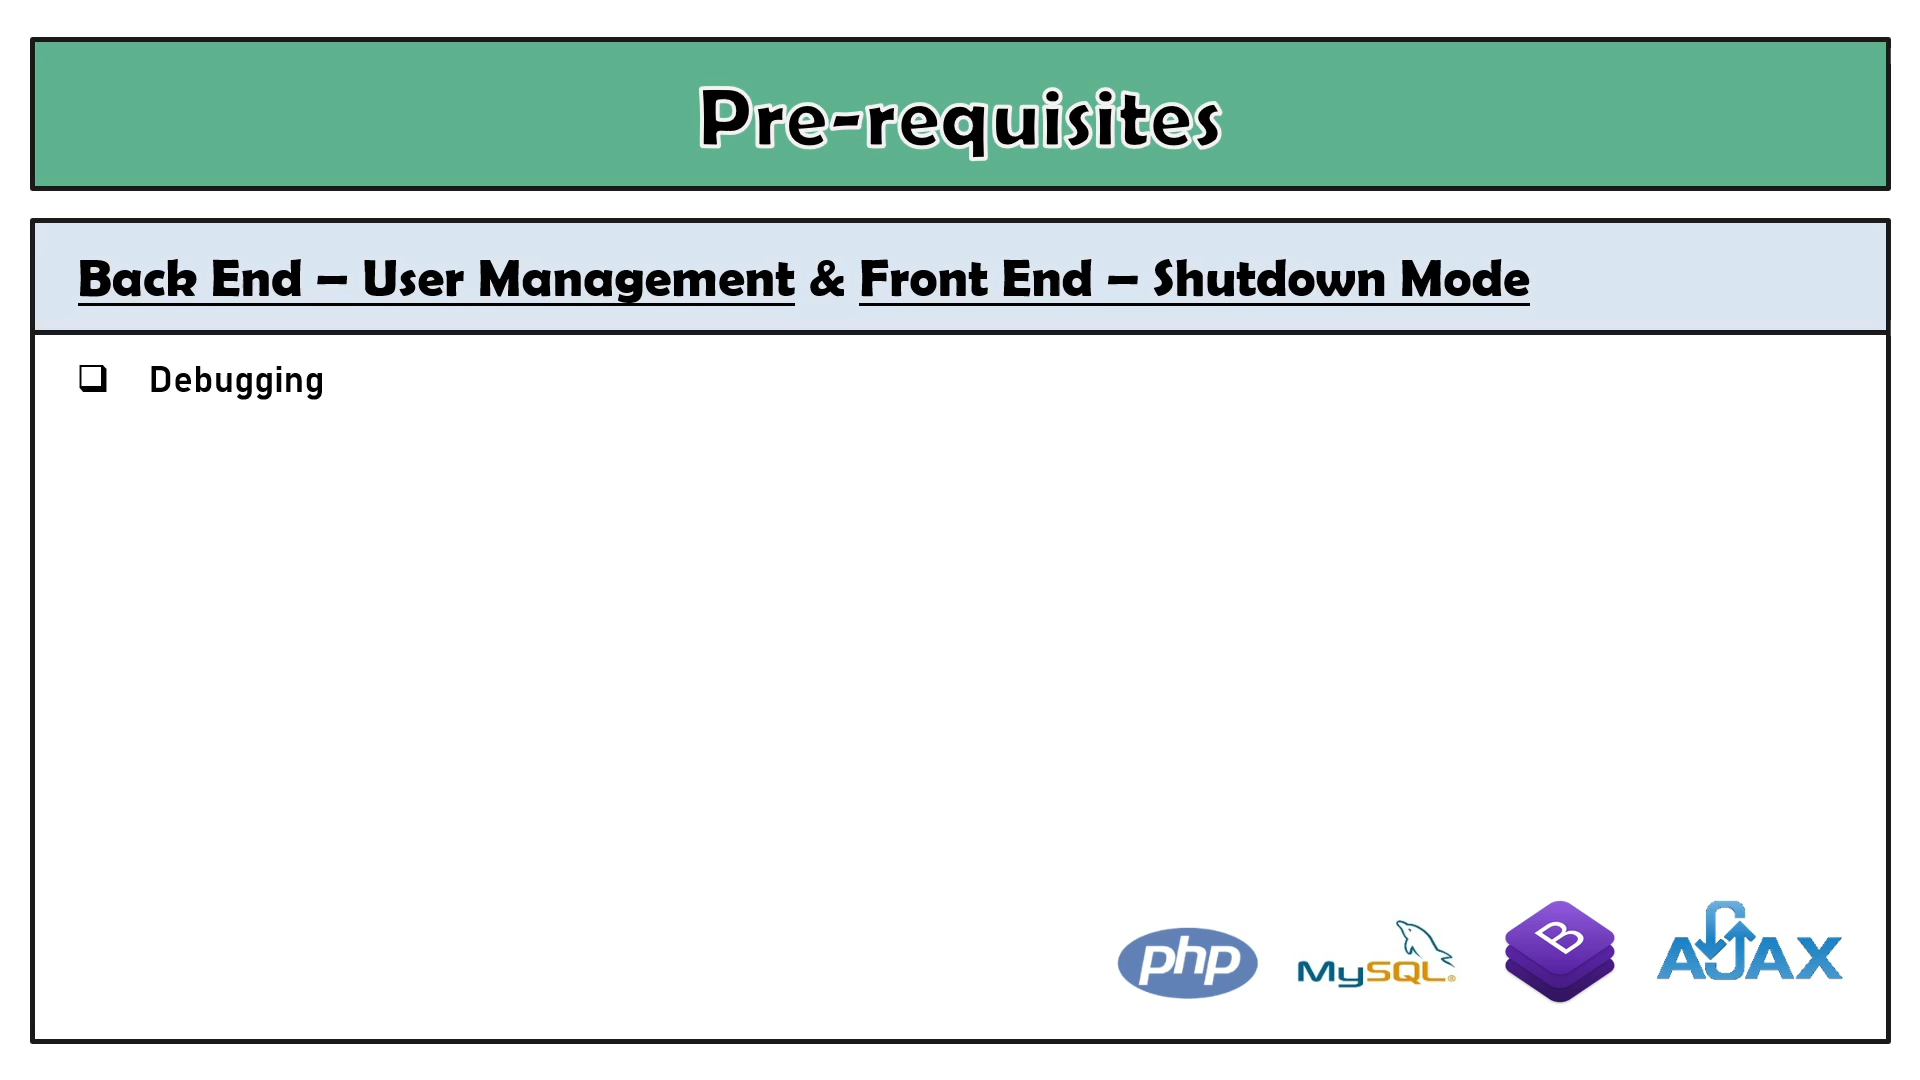 Pre-requisites
Back End – User Management & Front End – Shutdown Mode
❑ Debugging
php MySQL® B AJAX